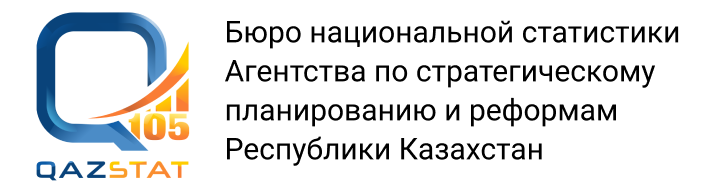 105
QAZSTAT
Бюро национальной статистики
Агентства по стратегическому
планированию и реформам
Республики Казахстан